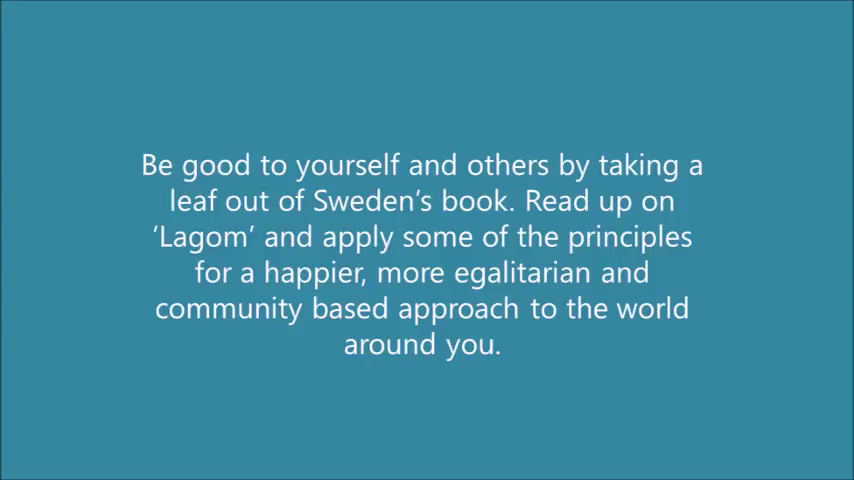 Be good to yourself and others by taking a
leaf out of Sweden’s book. Read up on
‘Lagom’ and apply some of the principles
for a happier, more egalitarian and
community based approach to the world
around you.